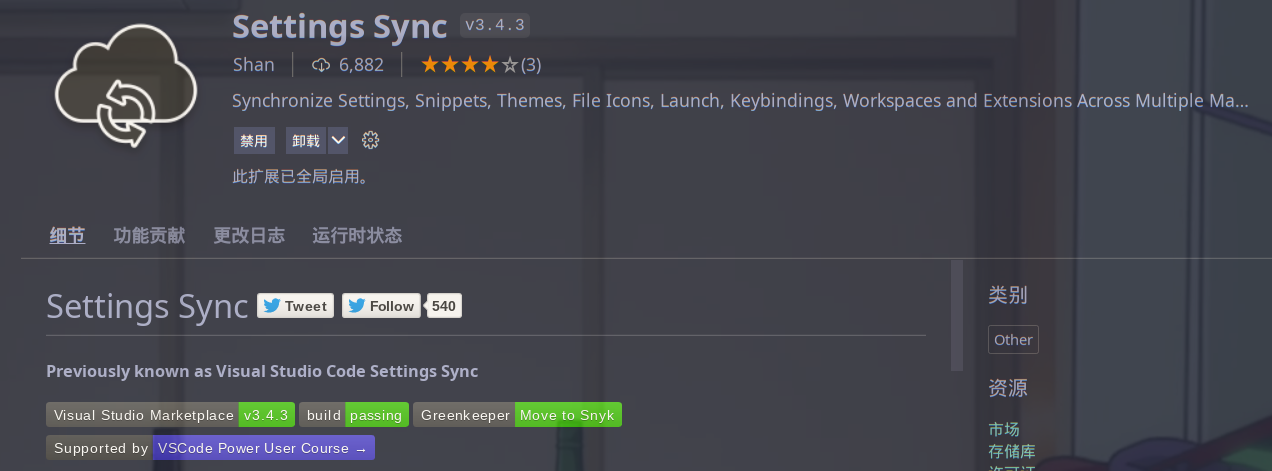 Settings Sync v3.4.3
Shan 6,882 (3)
Synchronize Settings, Snippets, Themes, File Icons, Launch, Keybindings, Workspaces and Extensions Across Multiple Ma...
禁用 卸载
此扩展已全局启用。
细节 功能贡献 更改日志 运行时状态
Settings Sync Tweet Follow 540
Previously known as Visual Studio Code Settings Sync
Visual Studio Marketplace v3.4.3 build passing Greenkeeper Move to Snyk
Supported by VSCode Power User Course →
类别
Other
资源
市场
存储库
许可证